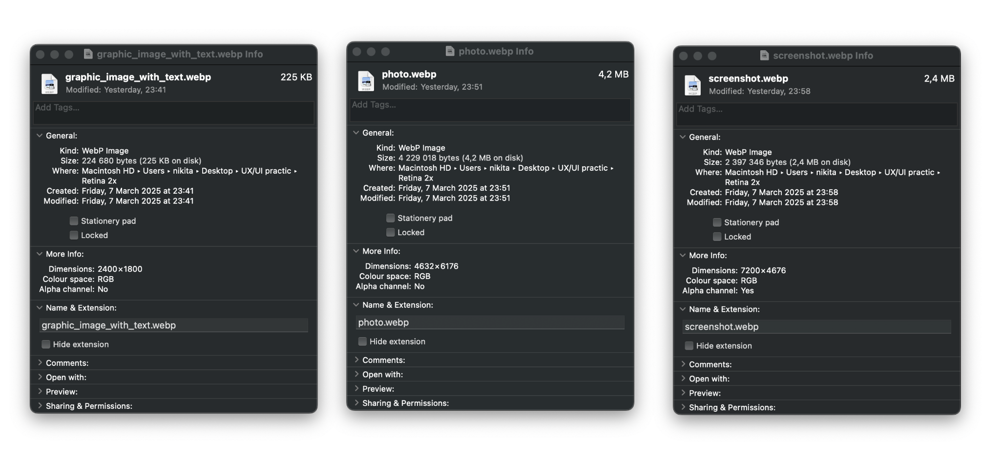 graphic_image_with_text.webp Info
graphic_image_with_text.webp 225 KB
Modified: Yesterday, 23:41
Add Tags...
General:
Kind: WebP Image
Size: 224 680 bytes (225 KB on disk)
Where: Macintosh HD ▸ Users ▸ nikita ▸ Desktop ▸ UX/UI practic ▸
Retina 2x
Created: Friday, 7 March 2025 at 23:41
Modified: Friday, 7 March 2025 at 23:41
Stationery pad
Locked
More Info:
Dimensions: 2400×1800
Colour space: RGB
Alpha channel: No
Name & Extension:
graphic_image_with_text.webp
Hide extension
Comments:
Open with:
Preview:
Sharing & Permissions:
photo.webp Info
photo.webp 4,2 MB
Modified: Yesterday, 23:51
Add Tags...
General:
Kind: WebP Image
Size: 4 229 018 bytes (4,2 MB on disk)
Where: Macintosh HD ▸ Users ▸ nikita ▸ Desktop ▸ UX/UI practic ▸
Retina 2x
Created: Friday, 7 March 2025 at 23:51
Modified: Friday, 7 March 2025 at 23:51
Stationery pad
Locked
More Info:
Dimensions: 4632×6176
Colour space: RGB
Alpha channel: No
Name & Extension:
photo.webp
Hide extension
Comments:
Open with:
Preview:
Sharing & Permissions:
screenshot.webp Info
screenshot.webp 2,4 MB
Modified: Yesterday, 23:58
Add Tags...
General:
Kind: WebP Image
Size: 2 397 346 bytes (2,4 MB on disk)
Where: Macintosh HD ▸ Users ▸ nikita ▸ Desktop ▸ UX/UI practic ▸
Retina 2x
Created: Friday, 7 March 2025 at 23:58
Modified: Friday, 7 March 2025 at 23:58
Stationery pad
Locked
More Info:
Dimensions: 7200×4676
Colour space: RGB
Alpha channel: Yes
Name & Extension:
screenshot.webp
Hide extension
Comments:
Open with:
Preview:
Sharing & Permissions: